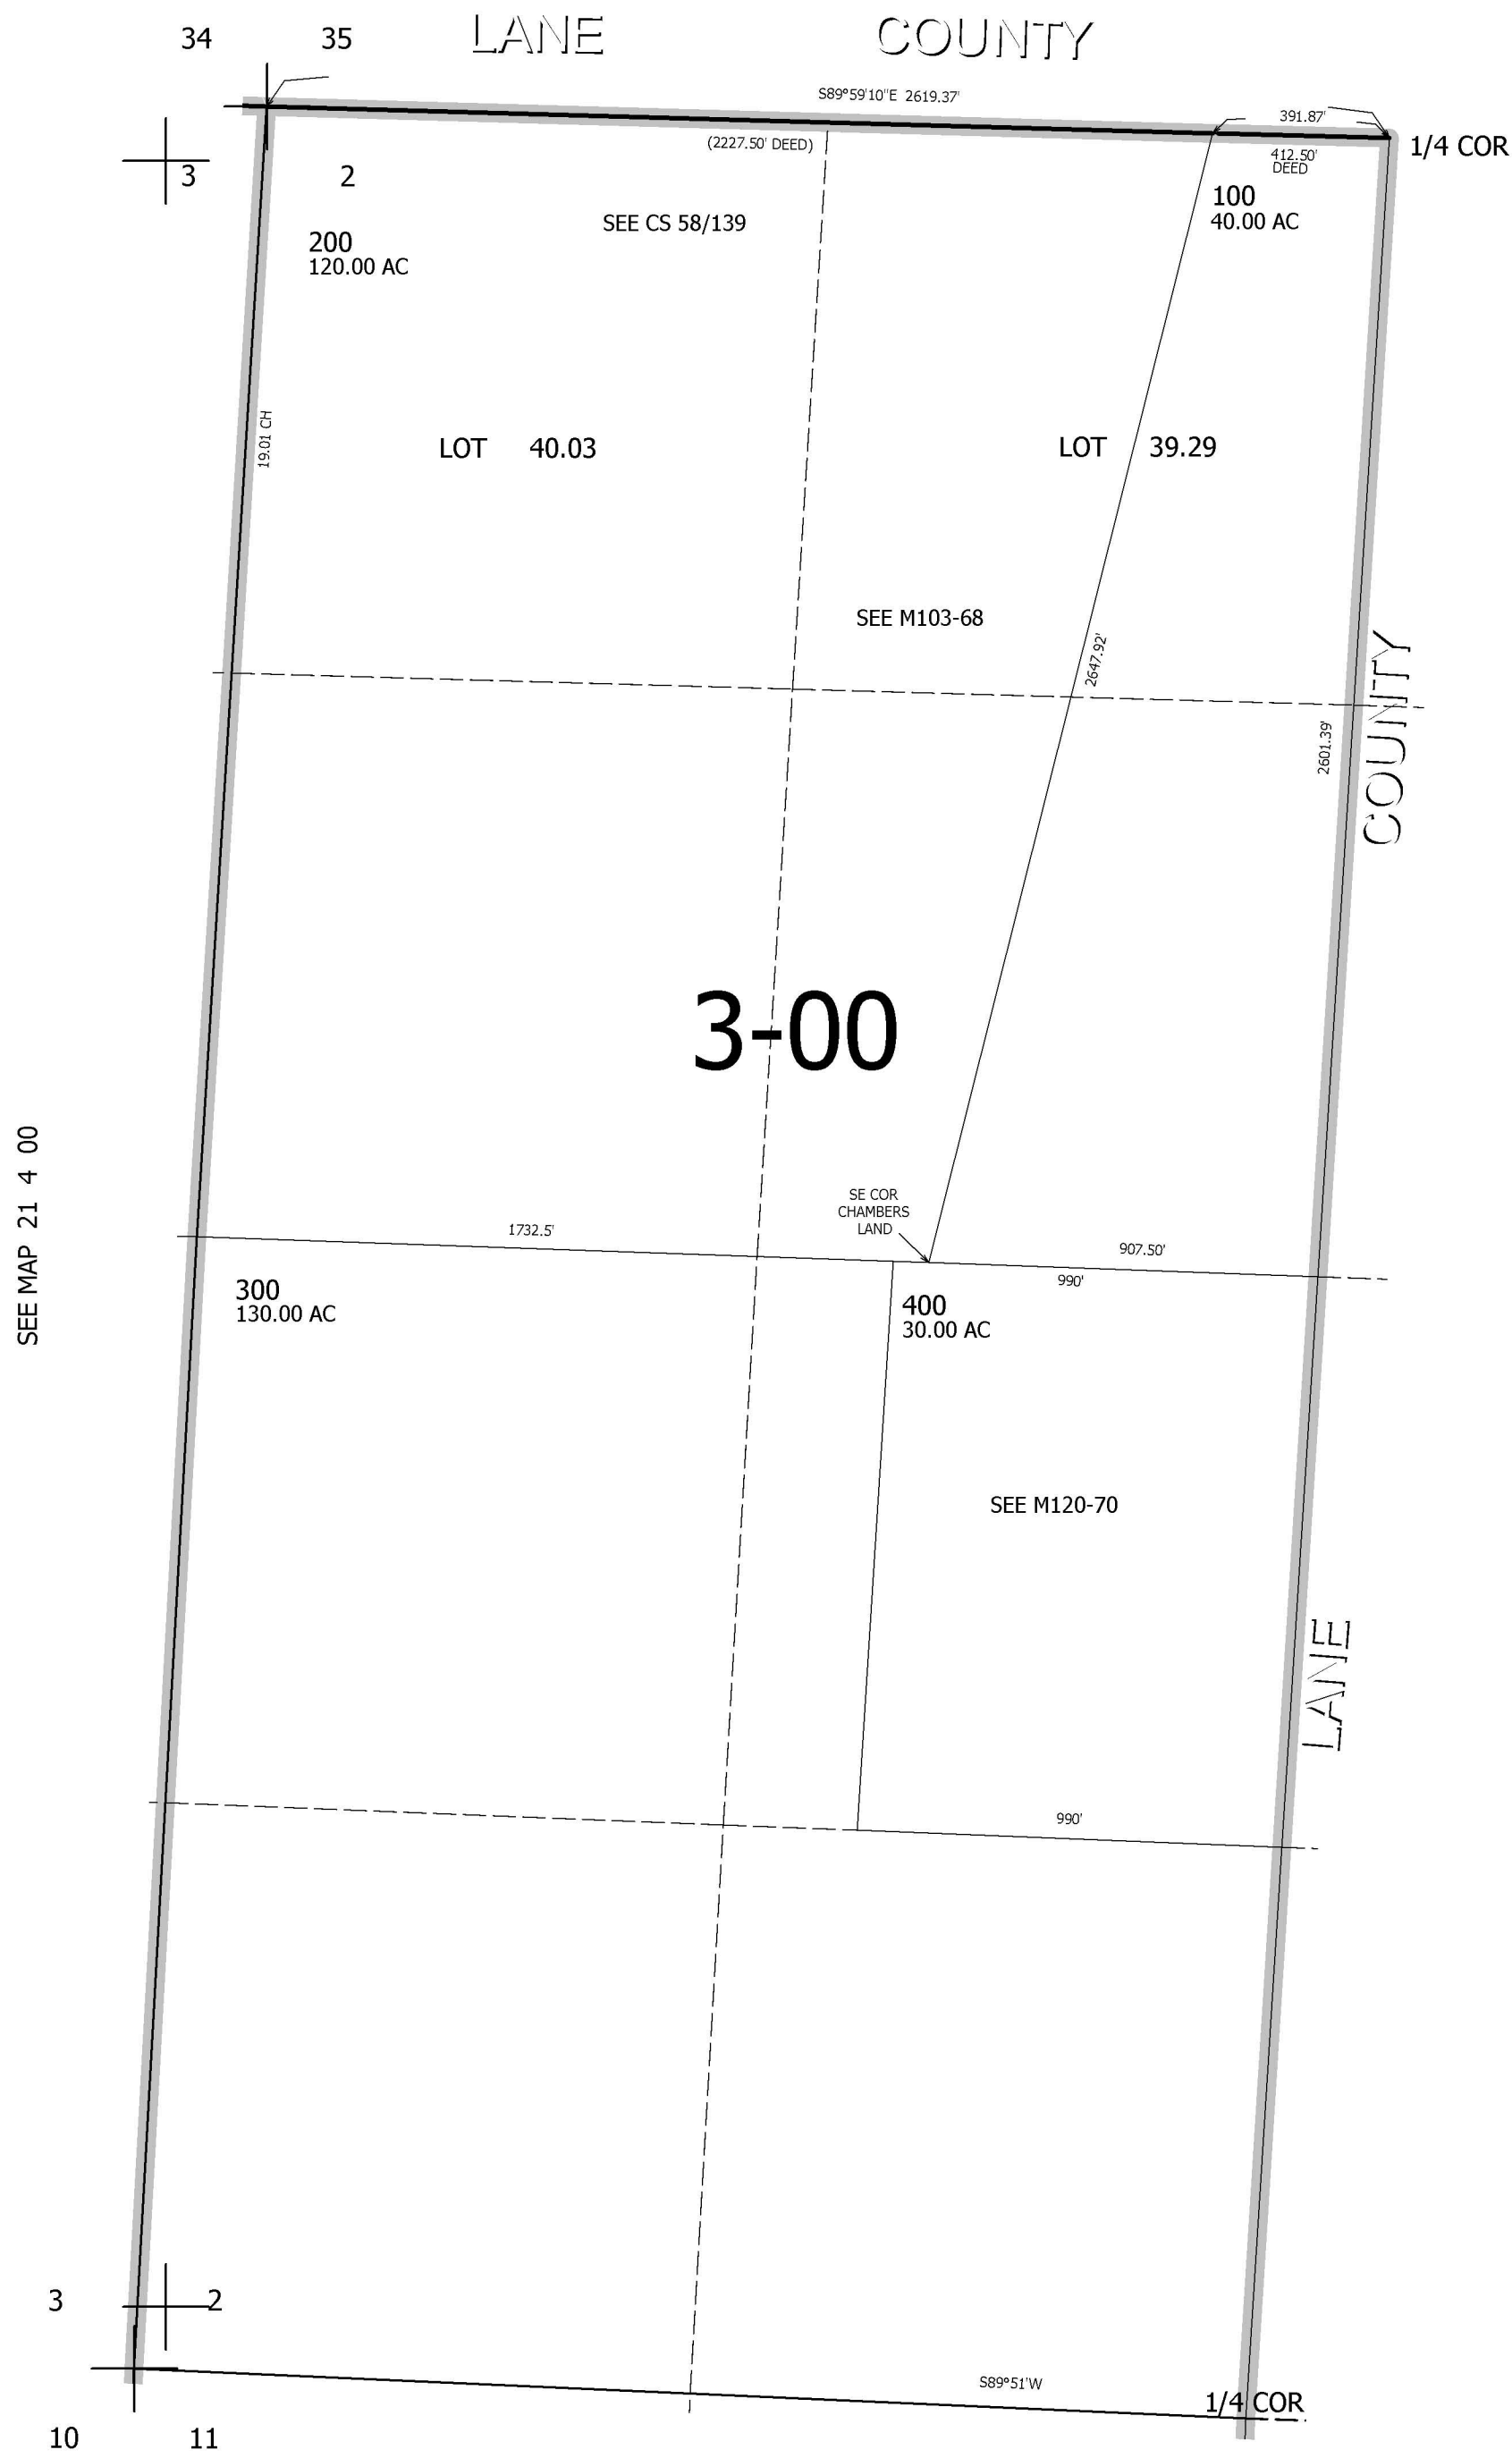 34 35 LANE COUNTY
S89°59'10"E 2619.37'
391.87'
(2227.50' DEED)
412.50'
DEED
1/4 COR
3 2
100
40.00 AC
SEE CS 58/139
200
120.00 AC
19.01 CH
LOT 40.03
LOT 39.29
SEE M103-68
2647.92'
COUNTY
2601.39'
3-00
SEE MAP 21 4 00
SE COR
CHAMBERS
LAND
1732.5'
907.50'
990'
300
130.00 AC
400
30.00 AC
SEE M120-70
LANE
990'
3 2
S89°51'W
1/4 COR
10 11